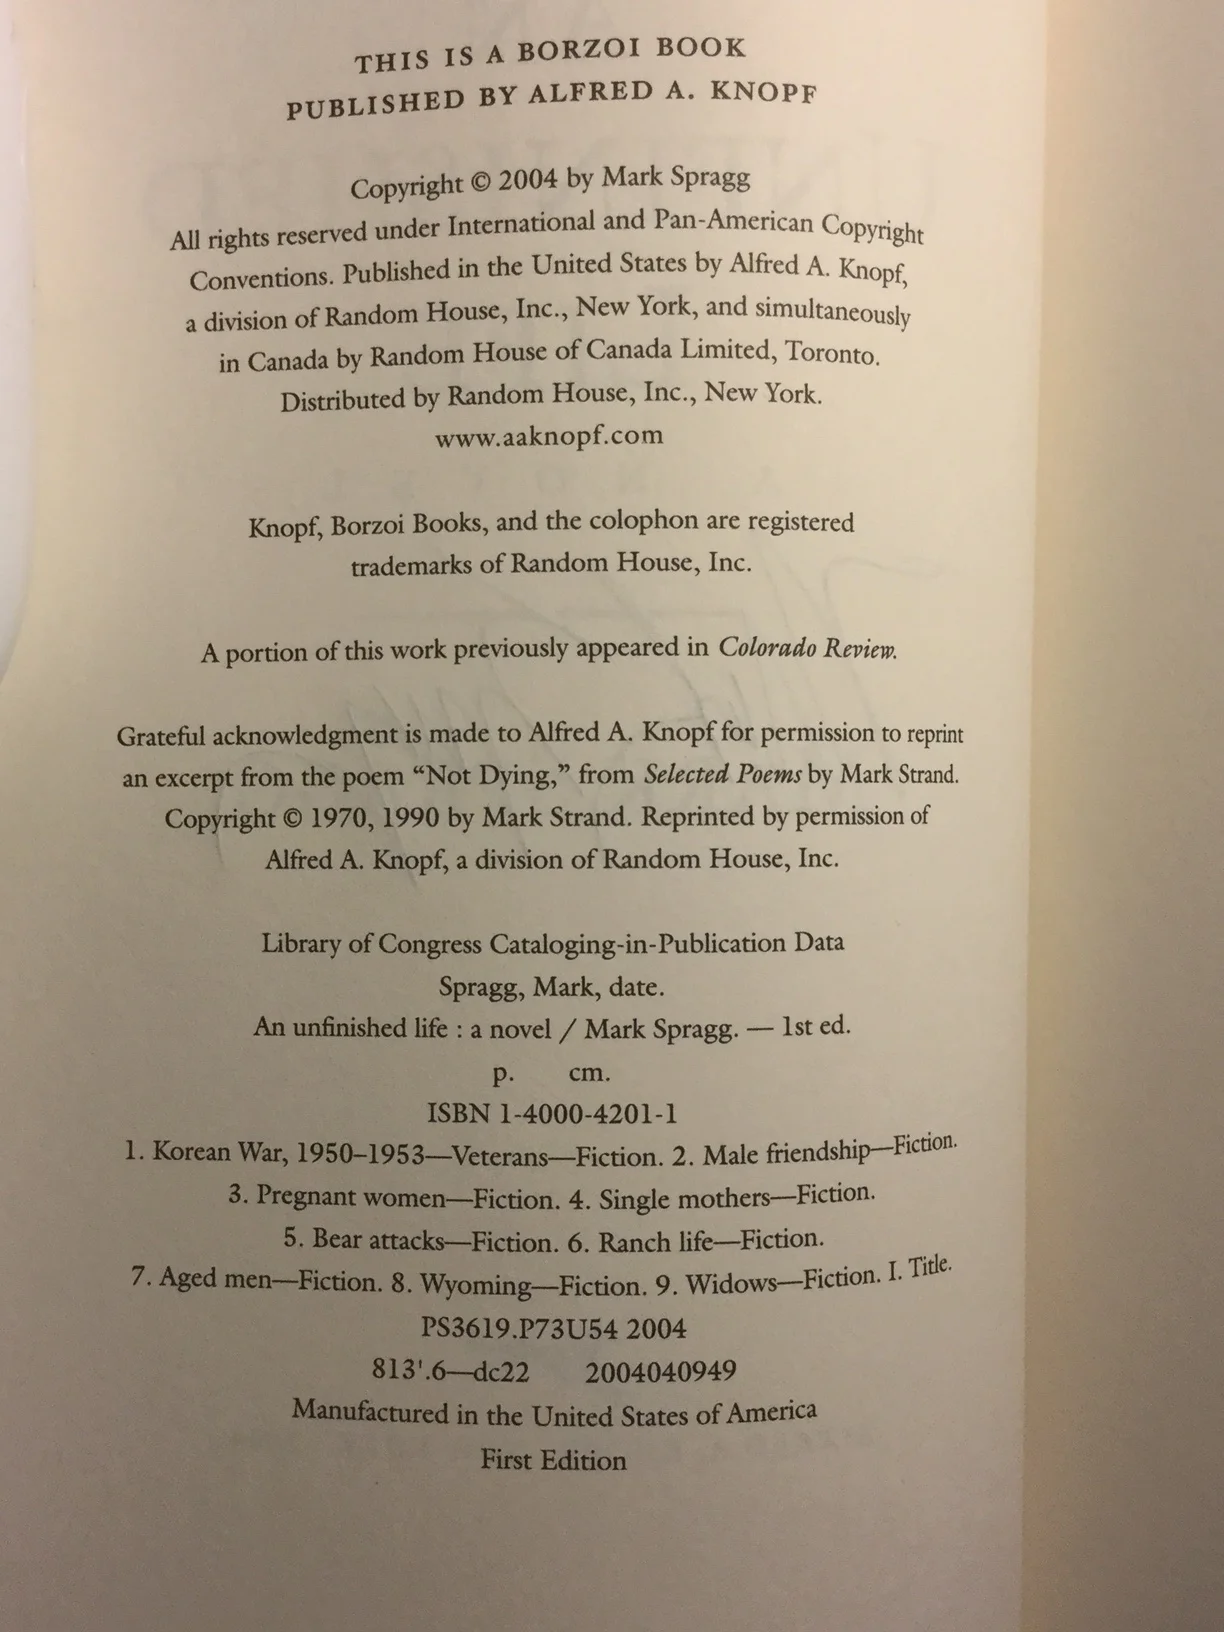 THIS IS A BORZOI BOOK
PUBLISHED BY ALFRED A. KNOPF
Copyright © 2004 by Mark Spragg
All rights reserved under International and Pan-American Copyright
Conventions. Published in the United States by Alfred A. Knopf,
a division of Random House, Inc., New York, and simultaneously
in Canada by Random House of Canada Limited, Toronto.
Distributed by Random House, Inc., New York.
www.aaknopf.com
Knopf, Borzoi Books, and the colophon are registered
trademarks of Random House, Inc.
A portion of this work previously appeared in Colorado Review.
Grateful acknowledgment is made to Alfred A. Knopf for permission to reprint
an excerpt from the poem “Not Dying,” from Selected Poems by Mark Strand.
Copyright © 1970, 1990 by Mark Strand. Reprinted by permission of
Alfred A. Knopf, a division of Random House, Inc.
Library of Congress Cataloging-in-Publication Data
Spragg, Mark, date.
An unfinished life : a novel / Mark Spragg. — 1st ed.
p. cm.
ISBN 1-4000-4201-1
1. Korean War, 1950–1953—Veterans—Fiction. 2. Male friendship—Fiction.
3. Pregnant women—Fiction. 4. Single mothers—Fiction.
5. Bear attacks—Fiction. 6. Ranch life—Fiction.
7. Aged men—Fiction. 8. Wyoming—Fiction. 9. Widows—Fiction. I. Title.
PS3619.P73U54 2004
813'.6—dc22 2004040949
Manufactured in the United States of America
First Edition